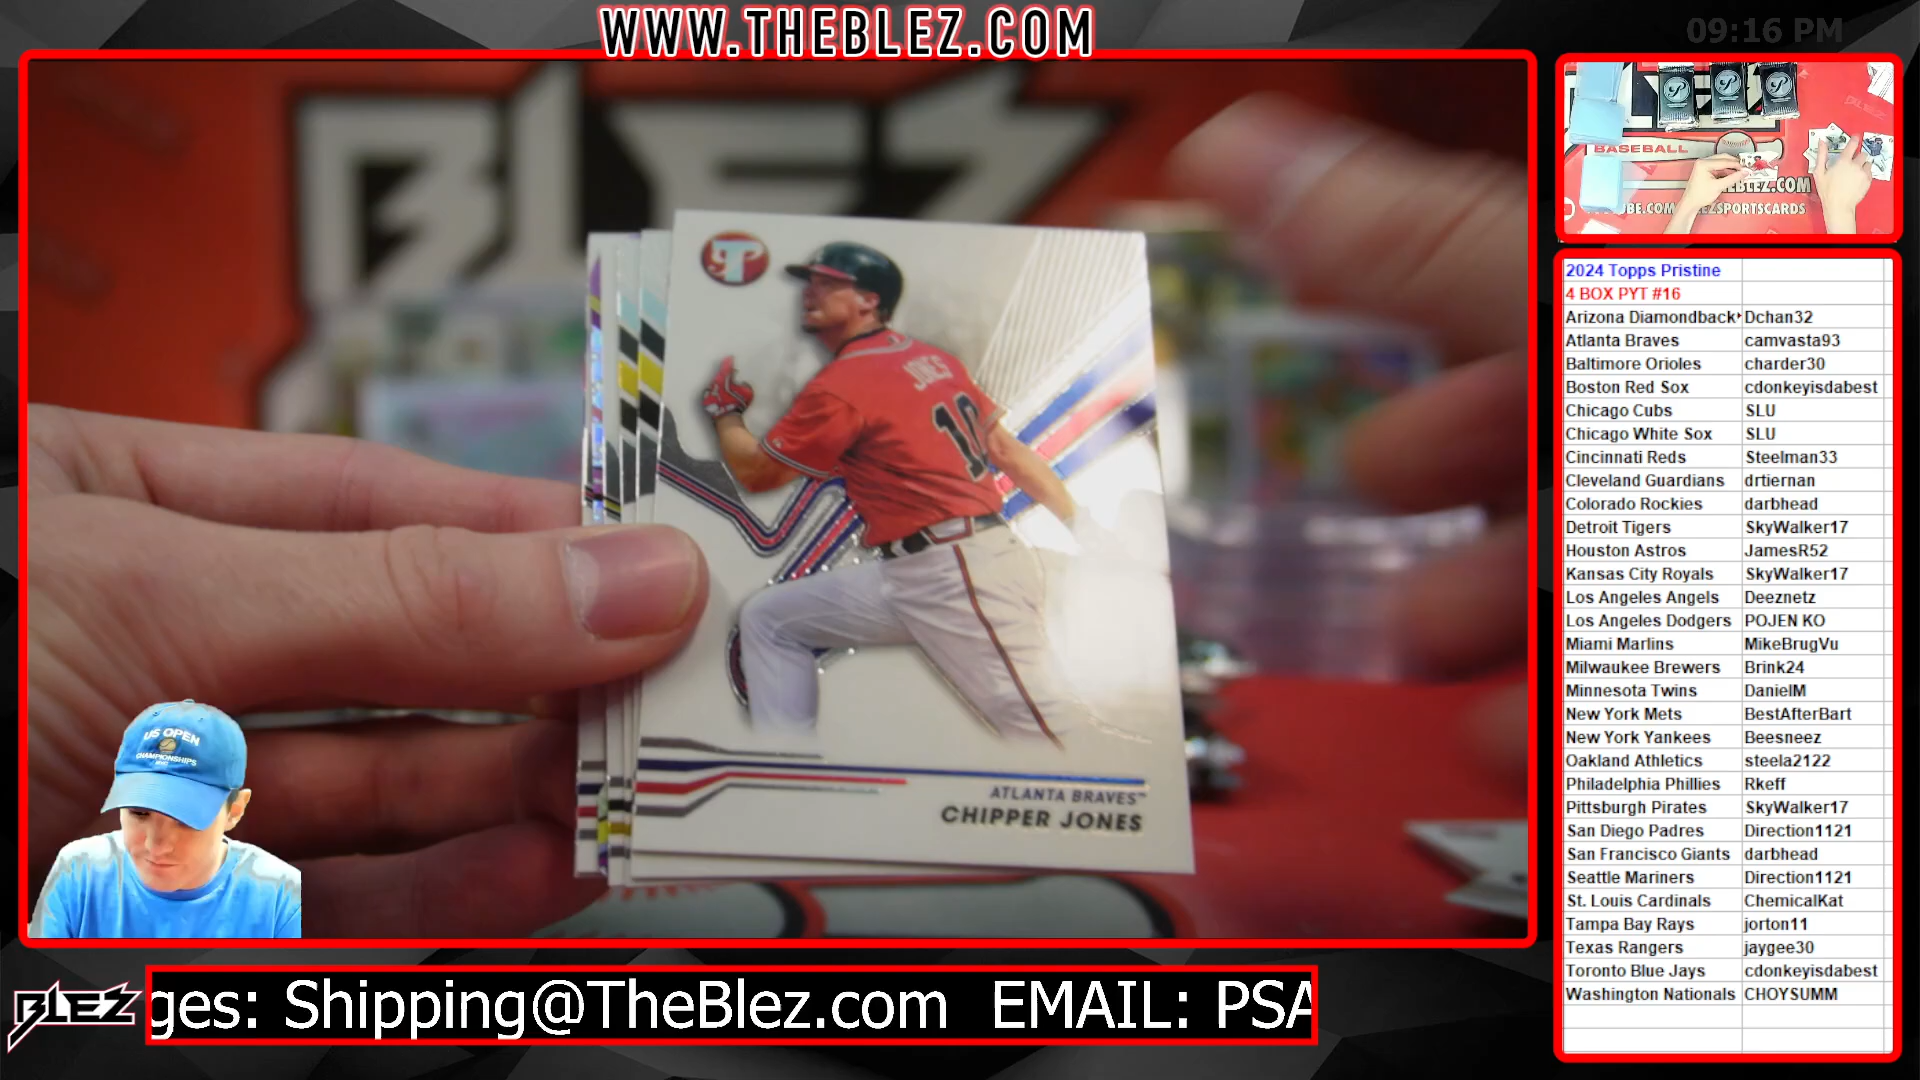 WWW.THEBLEZ.COM
09:16 PM
BLEZ
JONES
10
ATLANTA BRAVES™
CHIPPER JONES
US OPEN
CHAMPIONSHIPS
BASEBALL
2024 Topps Pristine
4 BOX PYT #16
Arizona Diamondback Dchan32
Atlanta Braves camvasta93
Baltimore Orioles charder30
Boston Red Sox cdonkeyisdabest
Chicago Cubs SLU
Chicago White Sox SLU
Cincinnati Reds Steelman33
Cleveland Guardians drtiernan
Colorado Rockies darbhead
Detroit Tigers SkyWalker17
Houston Astros JamesR52
Kansas City Royals SkyWalker17
Los Angeles Angels Deeznetz
Los Angeles Dodgers POJEN KO
Miami Marlins MikeBrugVu
Milwaukee Brewers Brink24
Minnesota Twins DanielM
New York Mets BestAfterBart
New York Yankees Beesneez
Oakland Athletics steela2122
Philadelphia Phillies Rkeff
Pittsburgh Pirates SkyWalker17
San Diego Padres Direction1121
San Francisco Giants darbhead
Seattle Mariners Direction1121
St. Louis Cardinals ChemicalKat
Tampa Bay Rays jorton11
Texas Rangers jaygee30
Toronto Blue Jays cdonkeyisdabest
Washington Nationals CHOYSUMM
BLEZ
ges: Shipping@TheBlez.com EMAIL: PSA